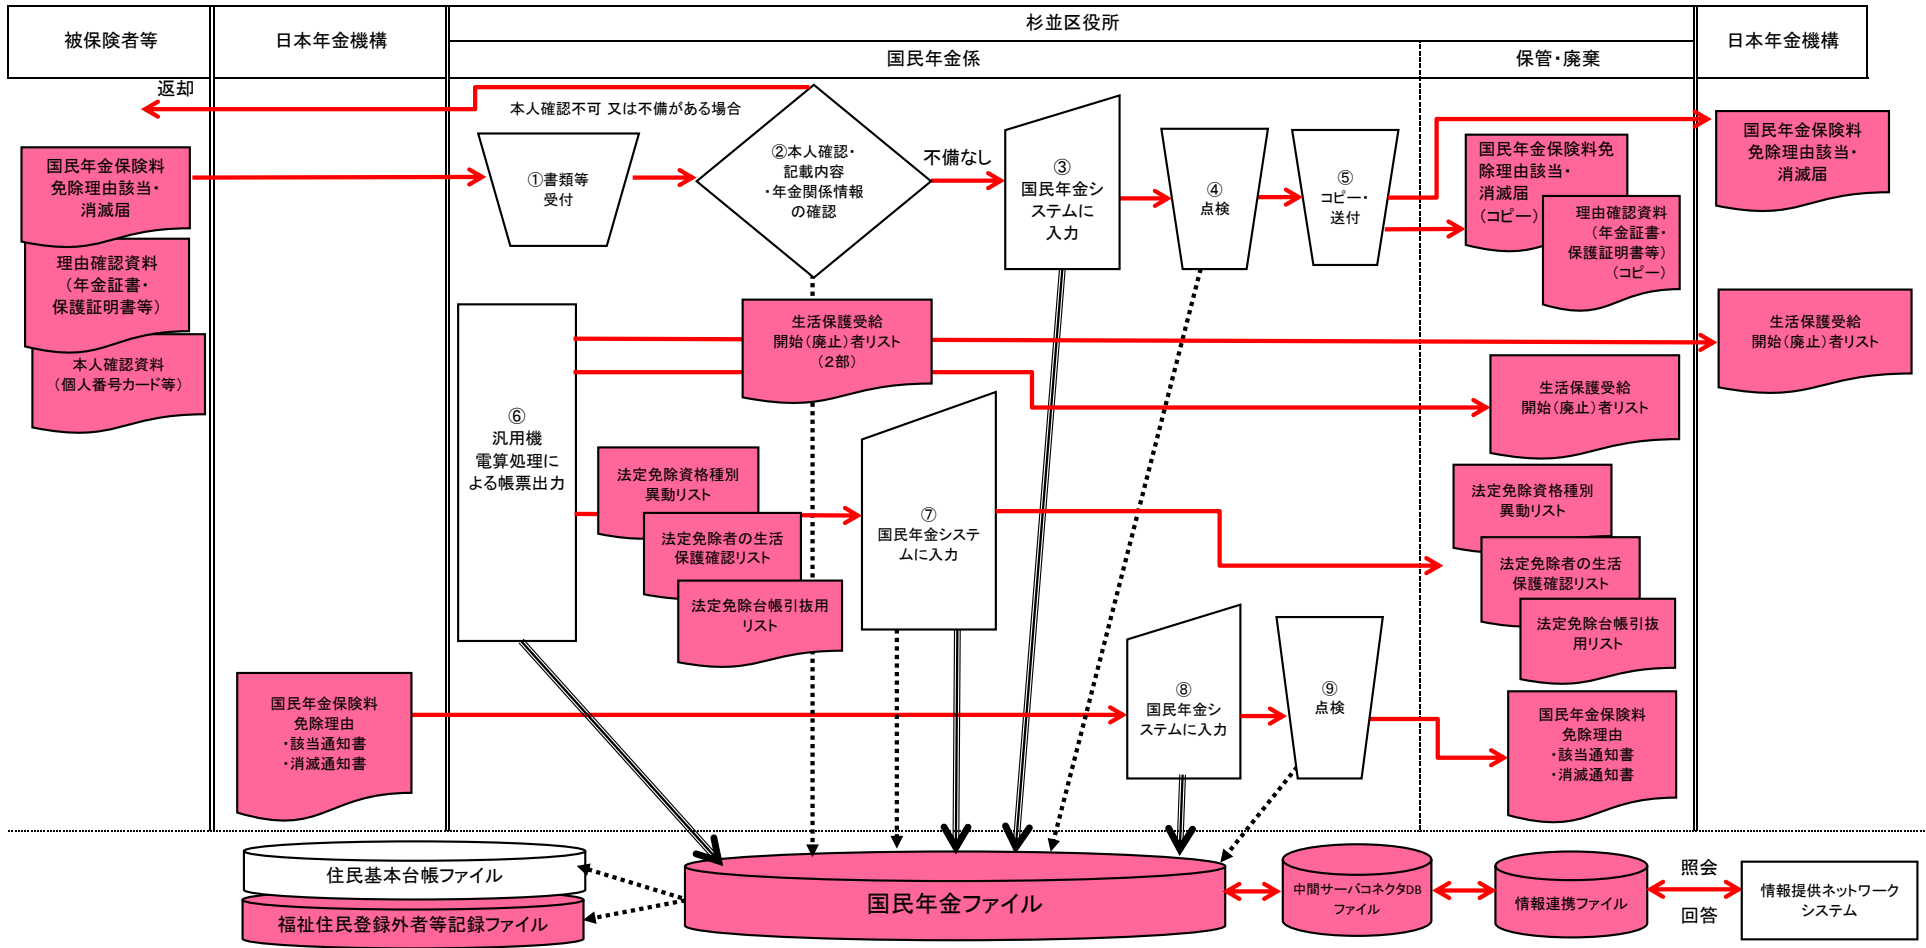 被保険者等
日本年金機構
杉並区役所
国民年金係
保管・廃棄
日本年金機構
返却
本人確認不可 又は不備がある場合
国民年金保険料
免除理由該当・
消滅届
理由確認資料
（年金証書・
保護証明書等）
本人確認資料
（個人番号カード等）
①書類等
受付
②本人確認・
記載内容
・年金関係情報
の確認
不備なし
③
国民年金シ
ステムに
入力
④
点検
⑤
コピー・
送付
国民年金保険料免
除理由該当・
消滅届
（コピー）
理由確認資料
（年金証書・
保護証明書等）
（コピー）
国民年金保険料
免除理由該当・
消滅届
⑥
汎用機
電算処理に
よる帳票出力
生活保護受給
開始（廃止）者リスト
（２部）
生活保護受給
開始（廃止）者リスト
生活保護受給
開始（廃止）者リスト
法定免除資格種別
異動リスト
法定免除者の生活
保護確認リスト
法定免除台帳引抜用
リスト
⑦
国民年金システ
ムに入力
法定免除資格種別
異動リスト
法定免除者の生活
保護確認リスト
法定免除台帳引抜
用リスト
国民年金保険料
免除理由
・該当通知書
・消滅通知書
⑧
国民年金シ
ステムに入力
⑨
点検
国民年金保険料
免除理由
・該当通知書
・消滅通知書
住民基本台帳ファイル
福祉住民登録外者等記録ファイル
国民年金ファイル
中間サーバコネクタDB
ファイル
情報連携ファイル
照会
回答
情報提供ネットワーク
システム